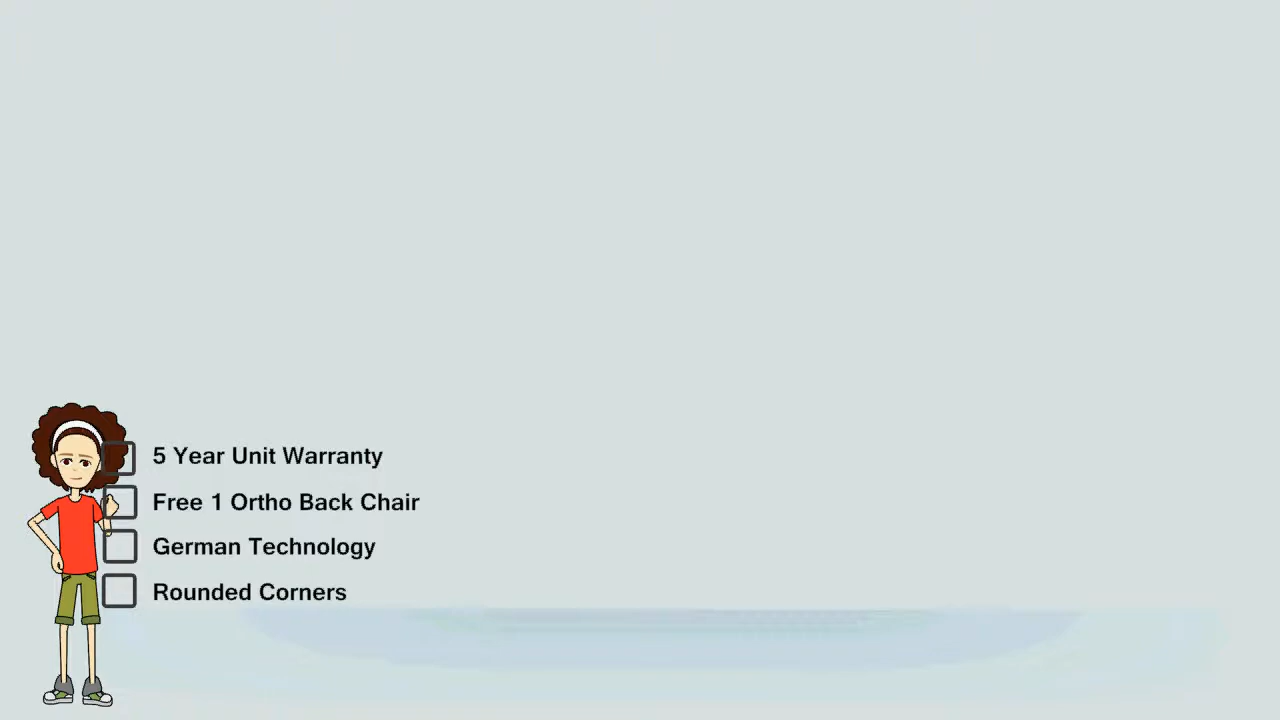 5 Year Unit Warranty
Free 1 Ortho Back Chair
German Technology
Rounded Corners